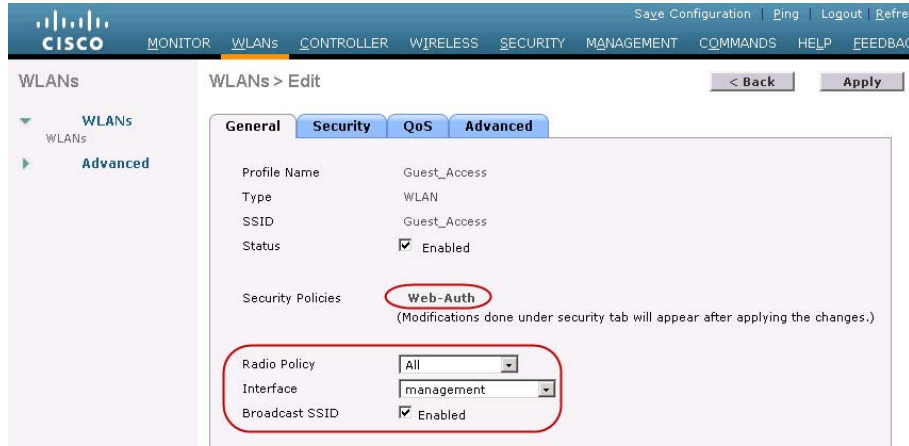 Save Configuration | Ping | Logout | Refre
CISCO
MONITOR WLANs CONTROLLER WIRELESS SECURITY MANAGEMENT COMMANDS HELP FEEDBAC
WLANs
WLANs
WLANs
Advanced
WLANs > Edit
< Back
Apply
General Security QoS Advanced
Profile Name Guest_Access
Type WLAN
SSID Guest_Access
Status Enabled
Security Policies Web-Auth
(Modifications done under security tab will appear after applying the changes.)
Radio Policy All
Interface management
Broadcast SSID Enabled